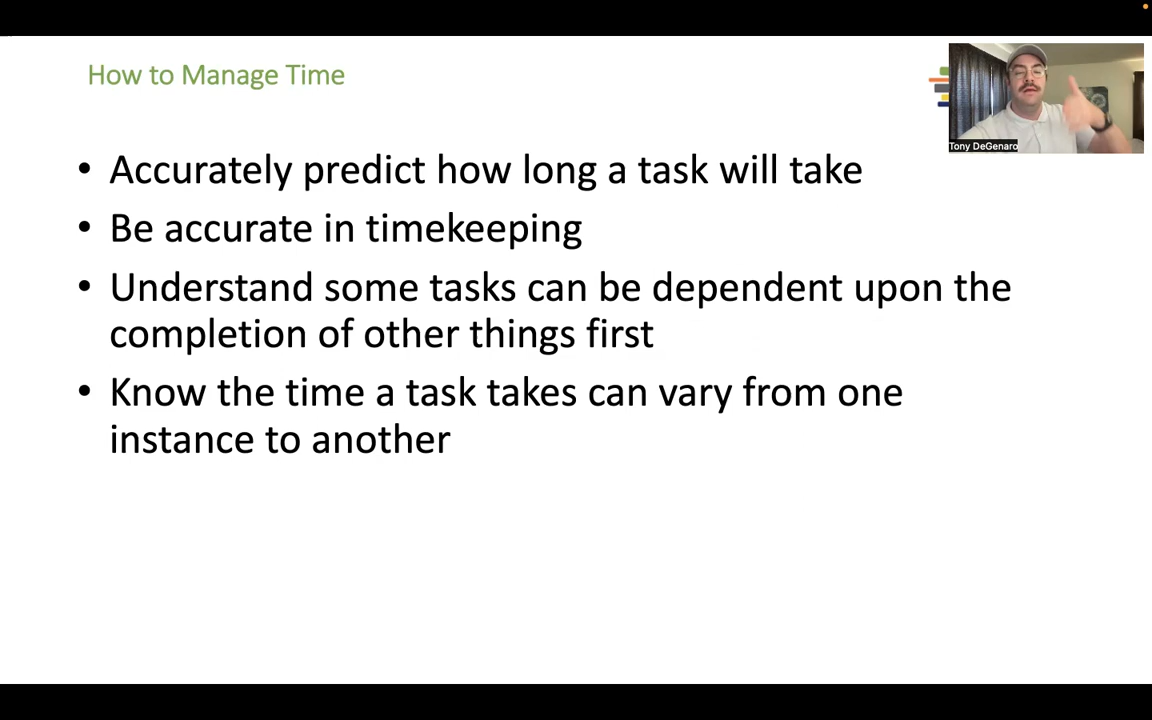 How to Manage Time
Tony DeGenaro
• Accurately predict how long a task will take
• Be accurate in timekeeping
• Understand some tasks can be dependent upon the
completion of other things first
• Know the time a task takes can vary from one
instance to another